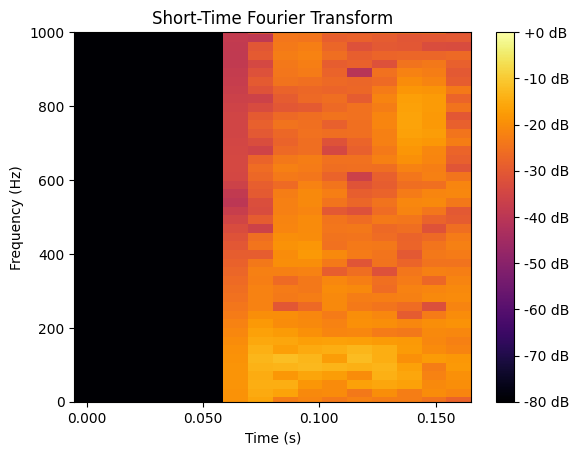 Short-Time Fourier Transform
1000
800
600
400
200
0
Frequency (Hz)
0.000
0.050
0.100
0.150
Time (s)
+0 dB
-10 dB
-20 dB
-30 dB
-40 dB
-50 dB
-60 dB
-70 dB
-80 dB